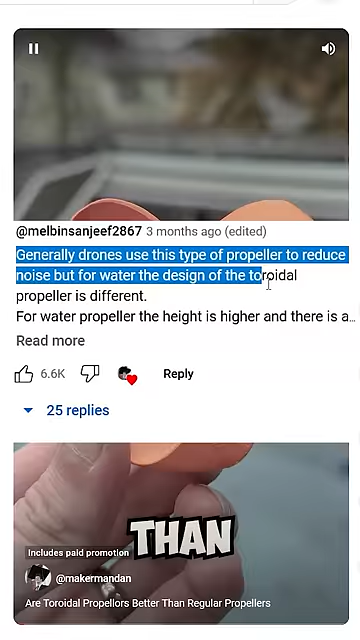 @melbinsanjeef2867 3 months ago (edited)
Generally drones use this type of propeller to reduce
noise but for water the design of the toroidal
propeller is different.
For water propeller the height is higher and there is a...
Read more
6.6K Reply
25 replies
THAN
Includes paid promotion
@makermandan
Are Toroidal Propellors Better Than Regular Propellers